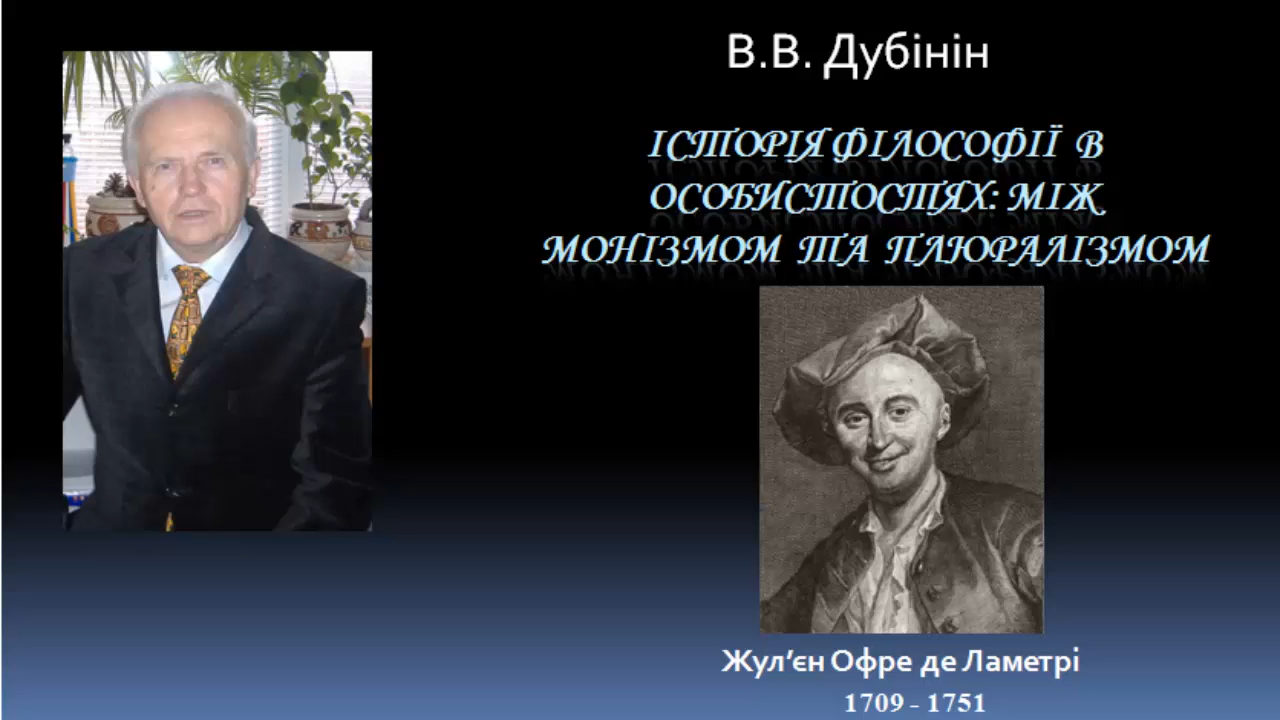 В.В. Дубінін
ІСТОРІЯ ФІЛОСОФІЇ В
ОСОБИСТОСТЯХ: МІЖ
МОНІЗМОМ ТА ПЛЮРАЛІЗМОМ
Жул’єн Офре де Ламетрі
1709 - 1751